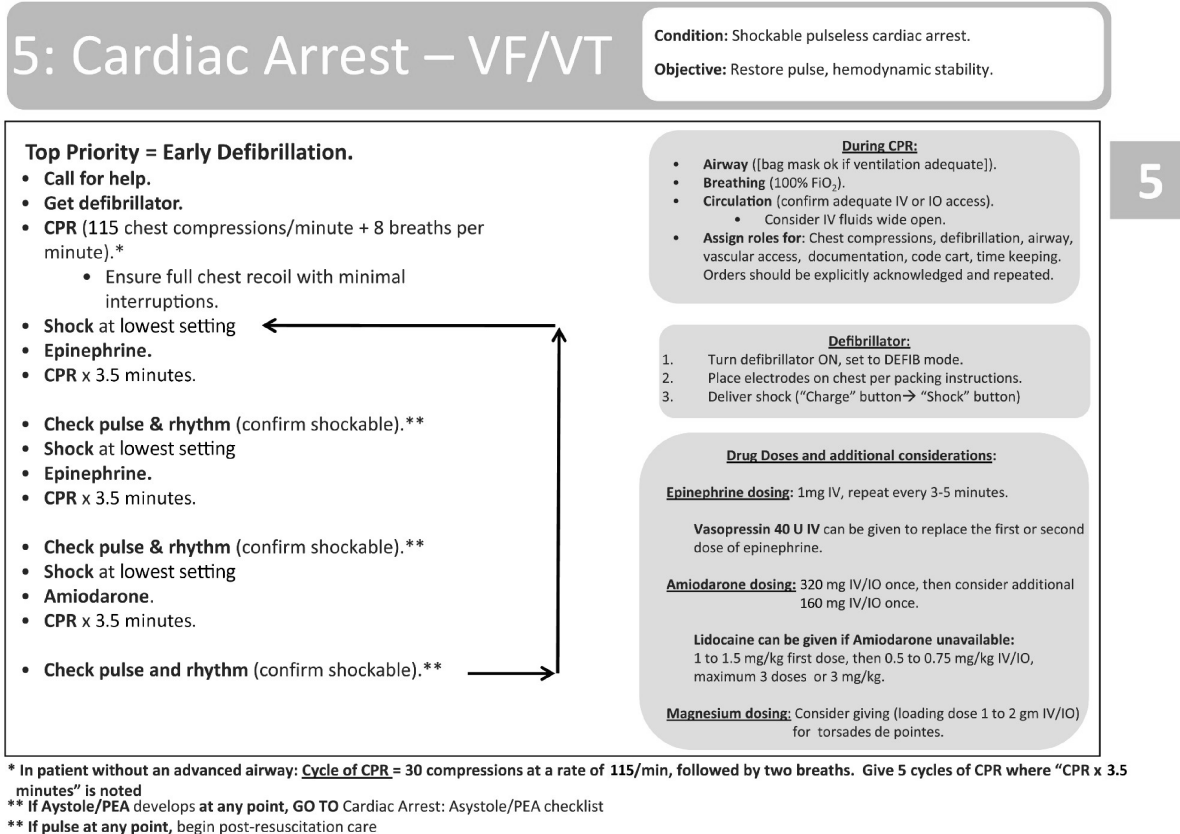 5: Cardiac Arrest – VF/VT
Condition: Shockable pulseless cardiac arrest.
Objective: Restore pulse, hemodynamic stability.
5
Top Priority = Early Defibrillation.
• Call for help.
• Get defibrillator.
• CPR (115 chest compressions/minute + 8 breaths per
minute).*
• Ensure full chest recoil with minimal
interruptions.
• Shock at lowest setting
• Epinephrine.
• CPR x 3.5 minutes.
• Check pulse & rhythm (confirm shockable).**
• Shock at lowest setting
• Epinephrine.
• CPR x 3.5 minutes.
• Check pulse & rhythm (confirm shockable).**
• Shock at lowest setting
• Amiodarone.
• CPR x 3.5 minutes.
• Check pulse and rhythm (confirm shockable).**
During CPR:
• Airway ([bag mask ok if ventilation adequate]).
• Breathing (100% FiO₂).
• Circulation (confirm adequate IV or IO access).
• Consider IV fluids wide open.
• Assign roles for: Chest compressions, defibrillation, airway,
vascular access, documentation, code cart, time keeping.
Orders should be explicitly acknowledged and repeated.
Defibrillator:
1. Turn defibrillator ON, set to DEFIB mode.
2. Place electrodes on chest per packing instructions.
3. Deliver shock (“Charge” button→ “Shock” button)
Drug Doses and additional considerations:
Epinephrine dosing: 1mg IV, repeat every 3-5 minutes.
Vasopressin 40 U IV can be given to replace the first or second
dose of epinephrine.
Amiodarone dosing: 320 mg IV/IO once, then consider additional
160 mg IV/IO once.
Lidocaine can be given if Amiodarone unavailable:
1 to 1.5 mg/kg first dose, then 0.5 to 0.75 mg/kg IV/IO,
maximum 3 doses or 3 mg/kg.
Magnesium dosing: Consider giving (loading dose 1 to 2 gm IV/IO)
for torsades de pointes.
* In patient without an advanced airway: Cycle of CPR = 30 compressions at a rate of 115/min, followed by two breaths. Give 5 cycles of CPR where “CPR x 3.5
minutes” is noted
** If Aystole/PEA develops at any point, GO TO Cardiac Arrest: Asystole/PEA checklist
** If pulse at any point, begin post-resuscitation care